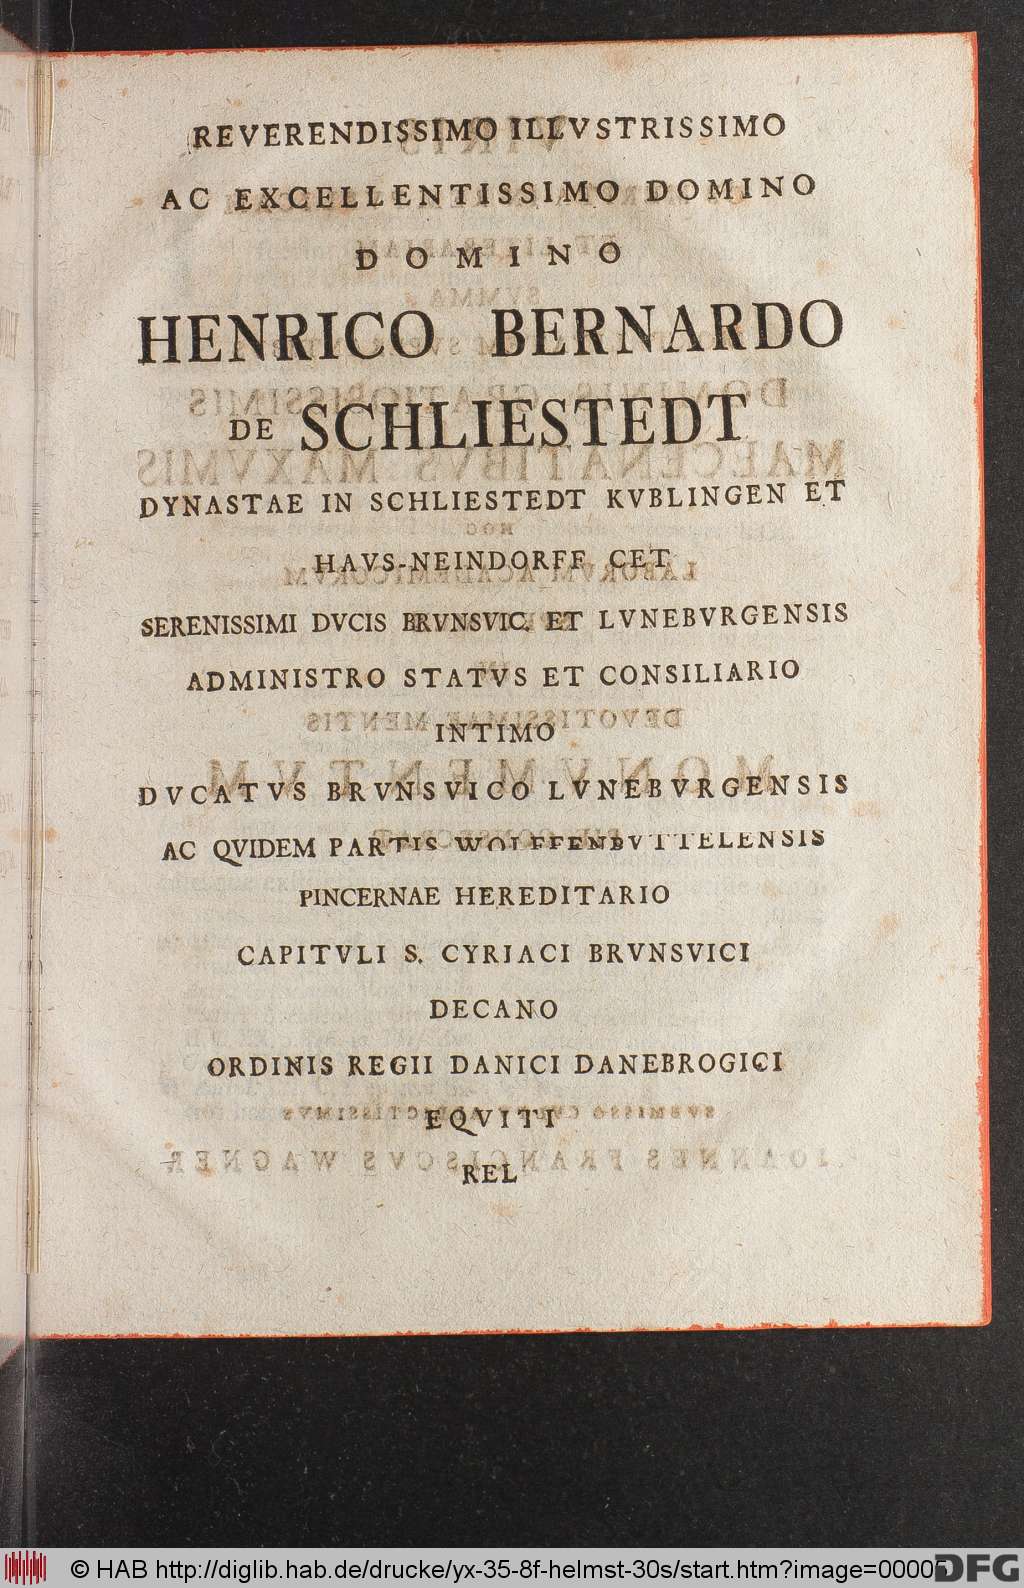 REVERENDISSIMO ILLVSTRISSIMO
AC EXCELLENTISSIMO DOMINO
DOMINO
HENRICO BERNARDO
DE SCHLIESTEDT
DYNASTAE IN SCHLIESTEDT KVBLINGEN ET
HAVS-NEINDORFF CET
SERENISSIMI DVCIS BRVNSVIC. ET LVNEBVRGENSIS
ADMINISTRO STATVS ET CONSILIARIO
INTIMO
DVCATVS BRVNSVICO LVNEBVRGENSIS
AC QVIDEM PARTIS WOLFFENBVTTELENSIS
PINCERNAE HEREDITARIO
CAPITVLI S. CYRIACI BRVNSVICI
DECANO
ORDINIS REGII DANICI DANEBROGICI
EQVITI
REL
© HAB http://diglib.hab.de/drucke/yx-35-8f-helmst-30s/start.htm?image=00005
DFG